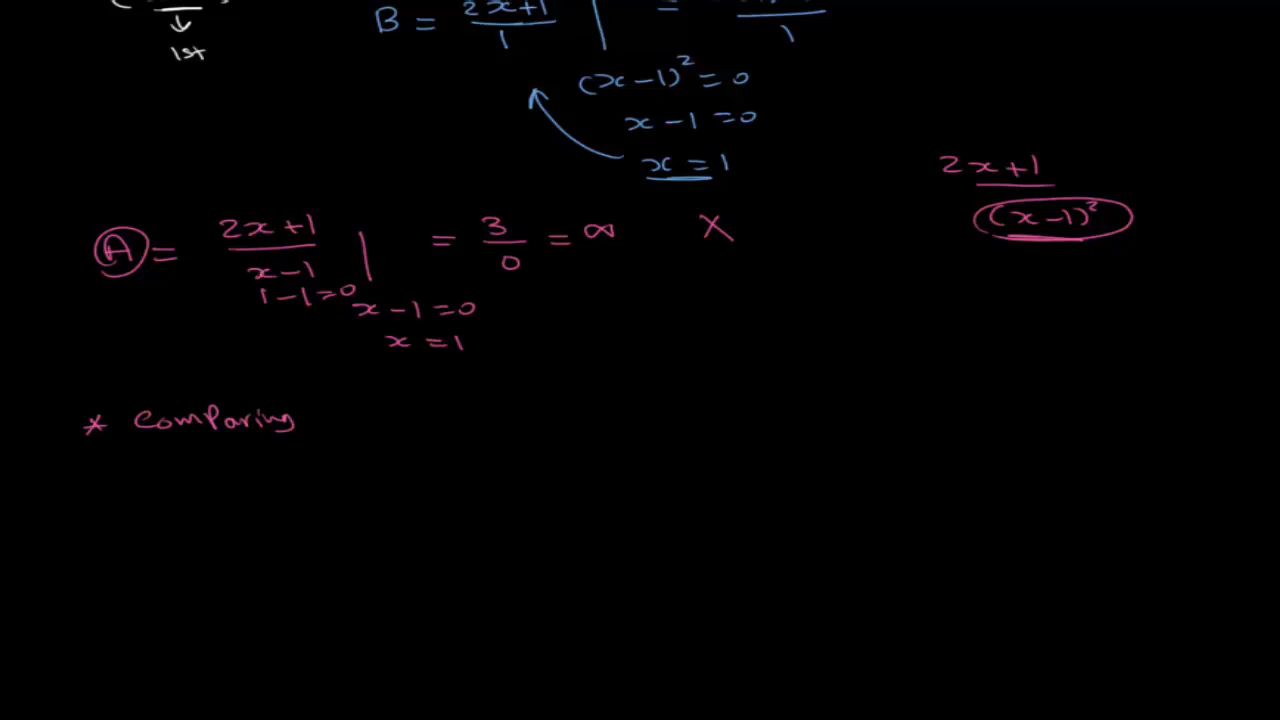 1st
B = 2x+1 / 1 | =  / 1
(x-1)² = 0
x-1 = 0
x = 1
2x+1 / (x-1)²
A = 2x+1 / x-1 | = 3/0 = ∞ X
1-1=0
x-1=0
x=1
* Comparing